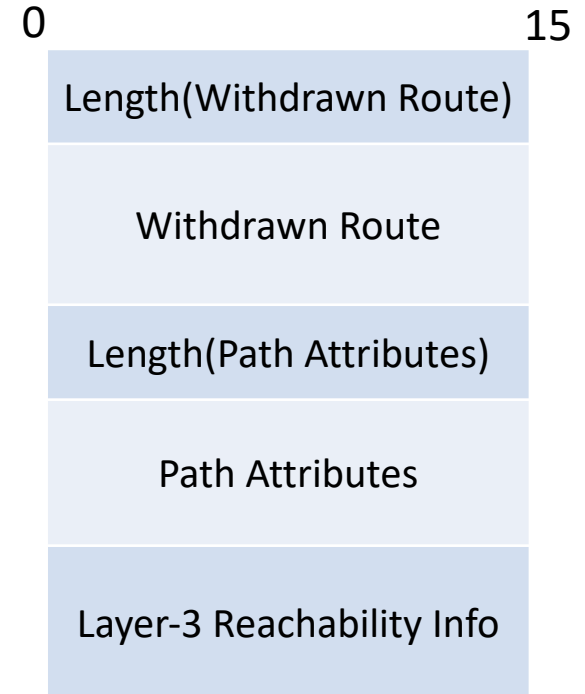 0 15
Length(Withdrawn Route)
Withdrawn Route
Length(Path Attributes)
Path Attributes
Layer-3 Reachability Info